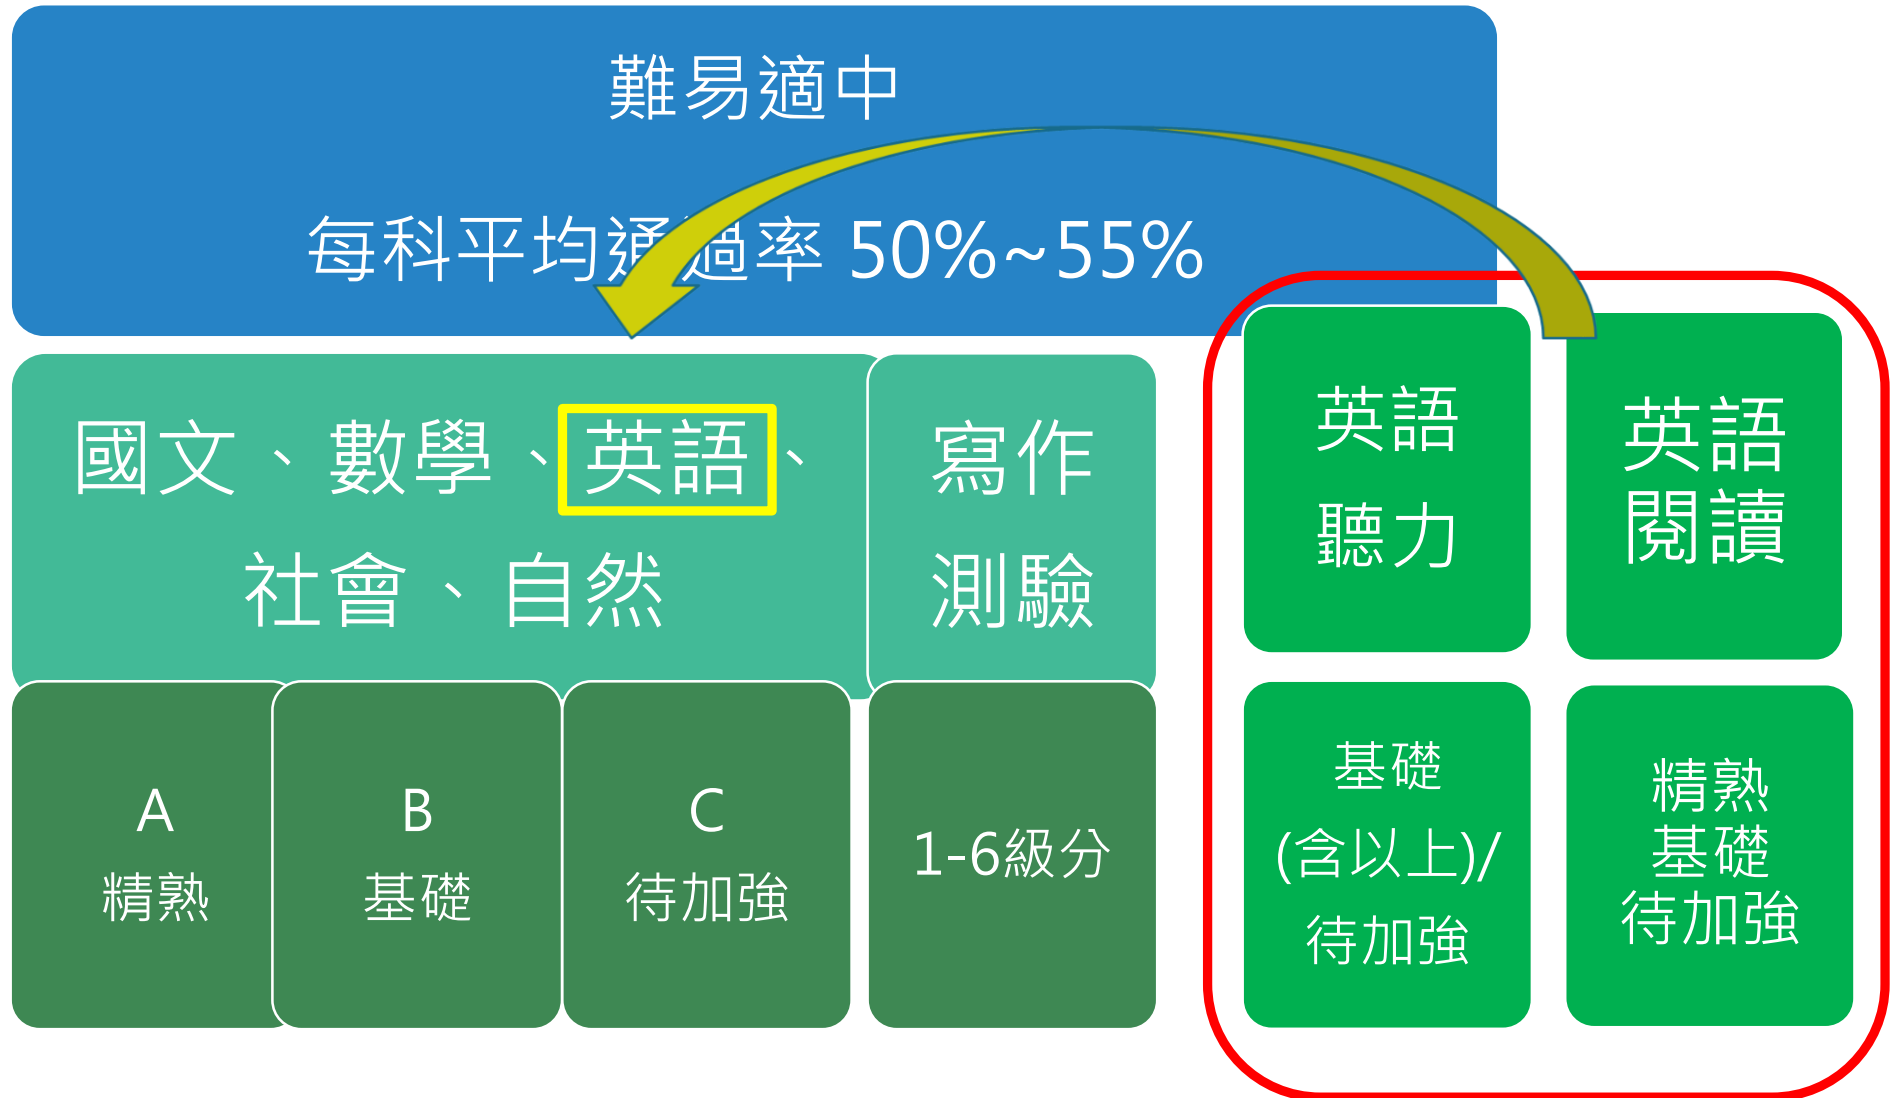 難易適中
每科平均通過率 50%~55%
國文、數學、英語、
社會、自然
寫作
測驗
英語
聽力
英語
閱讀
A
精熟
B
基礎
C
待加強
1-6級分
基礎
(含以上)/
待加強
精熟
基礎
待加強